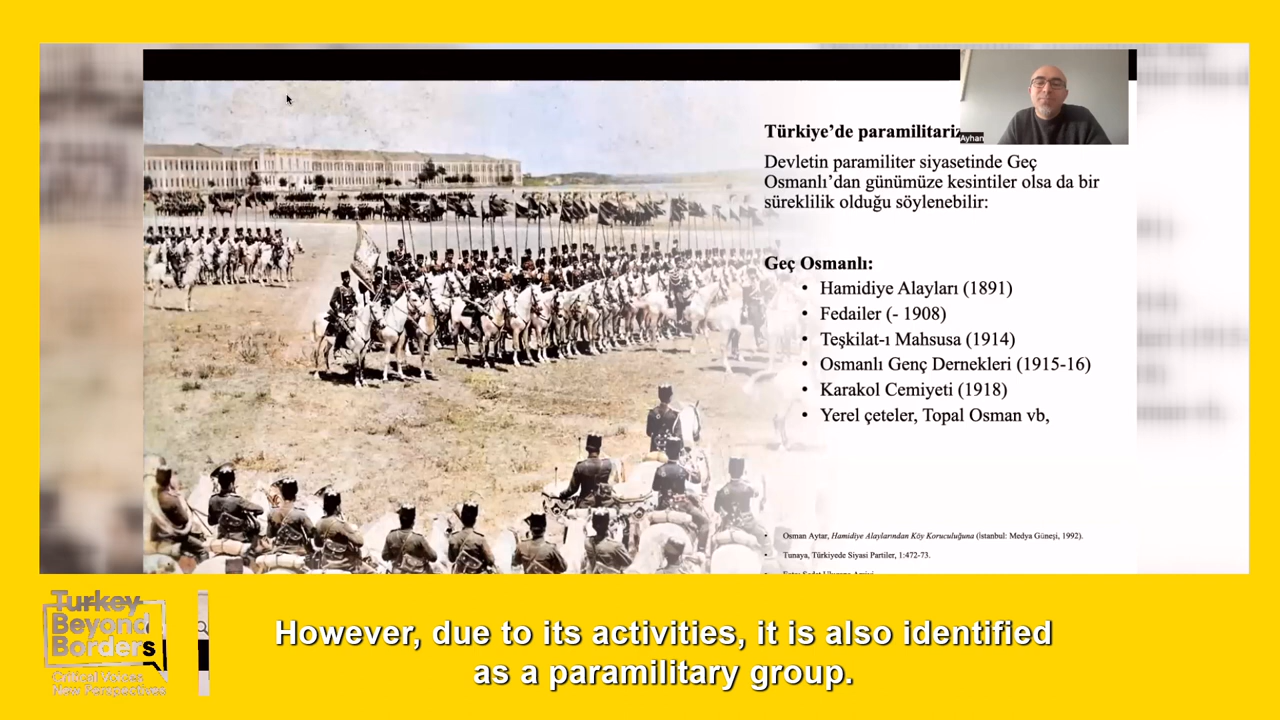 Türkiye’de paramilitariz
Ayhan
Devletin paramiliter siyasetinde Geç
Osmanlı’dan günümüze kesintiler olsa da bir
süreklilik olduğu söylenebilir:
Geç Osmanlı:
• Hamidiye Alayları (1891)
• Fedailer (- 1908)
• Teşkilat-ı Mahsusa (1914)
• Osmanlı Genç Dernekleri (1915-16)
• Karakol Cemiyeti (1918)
• Yerel çeteler, Topal Osman vb,
• Osman Aytar, Hamidiye Alaylarından Köy Koruculuğuna (İstanbul: Medya Güneşi, 1992).
• Tunaya, Türkiyede Siyasi Partiler, 1:472-73.
Turkey
Beyond
Borders
Critical Voices
New Perspectives
However, due to its activities, it is also identified
as a paramilitary group.